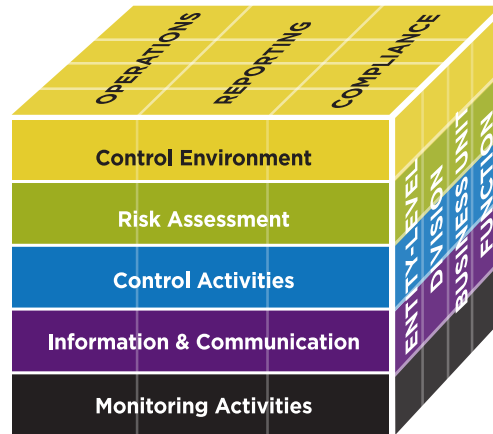 OPERATIONS
REPORTING
COMPLIANCE
Control Environment
Risk Assessment
Control Activities
Information & Communication
Monitoring Activities
ENTITY-LEVEL
DIVISION
BUSINESS UNIT
FUNCTION